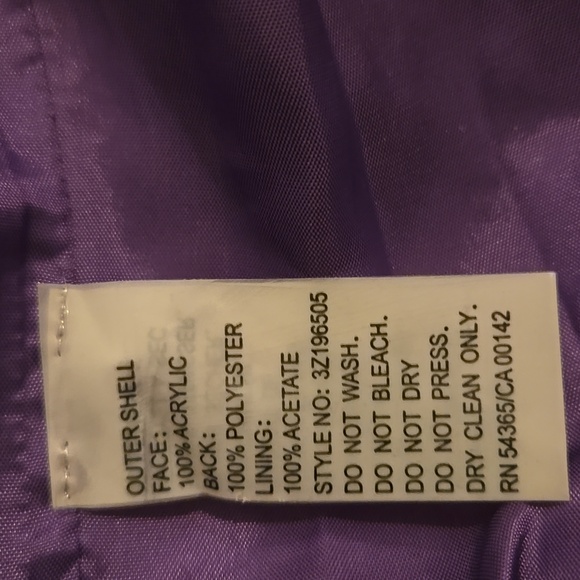 OUTER SHELL
FACE:
100% ACRYLIC
BACK:
100% POLYESTER
LINING:
100% ACETATE
STYLE NO: 3Z196505
DO NOT WASH.
DO NOT BLEACH.
DO NOT DRY
DO NOT PRESS.
DRY CLEAN ONLY.
RN 54365/CA 00142